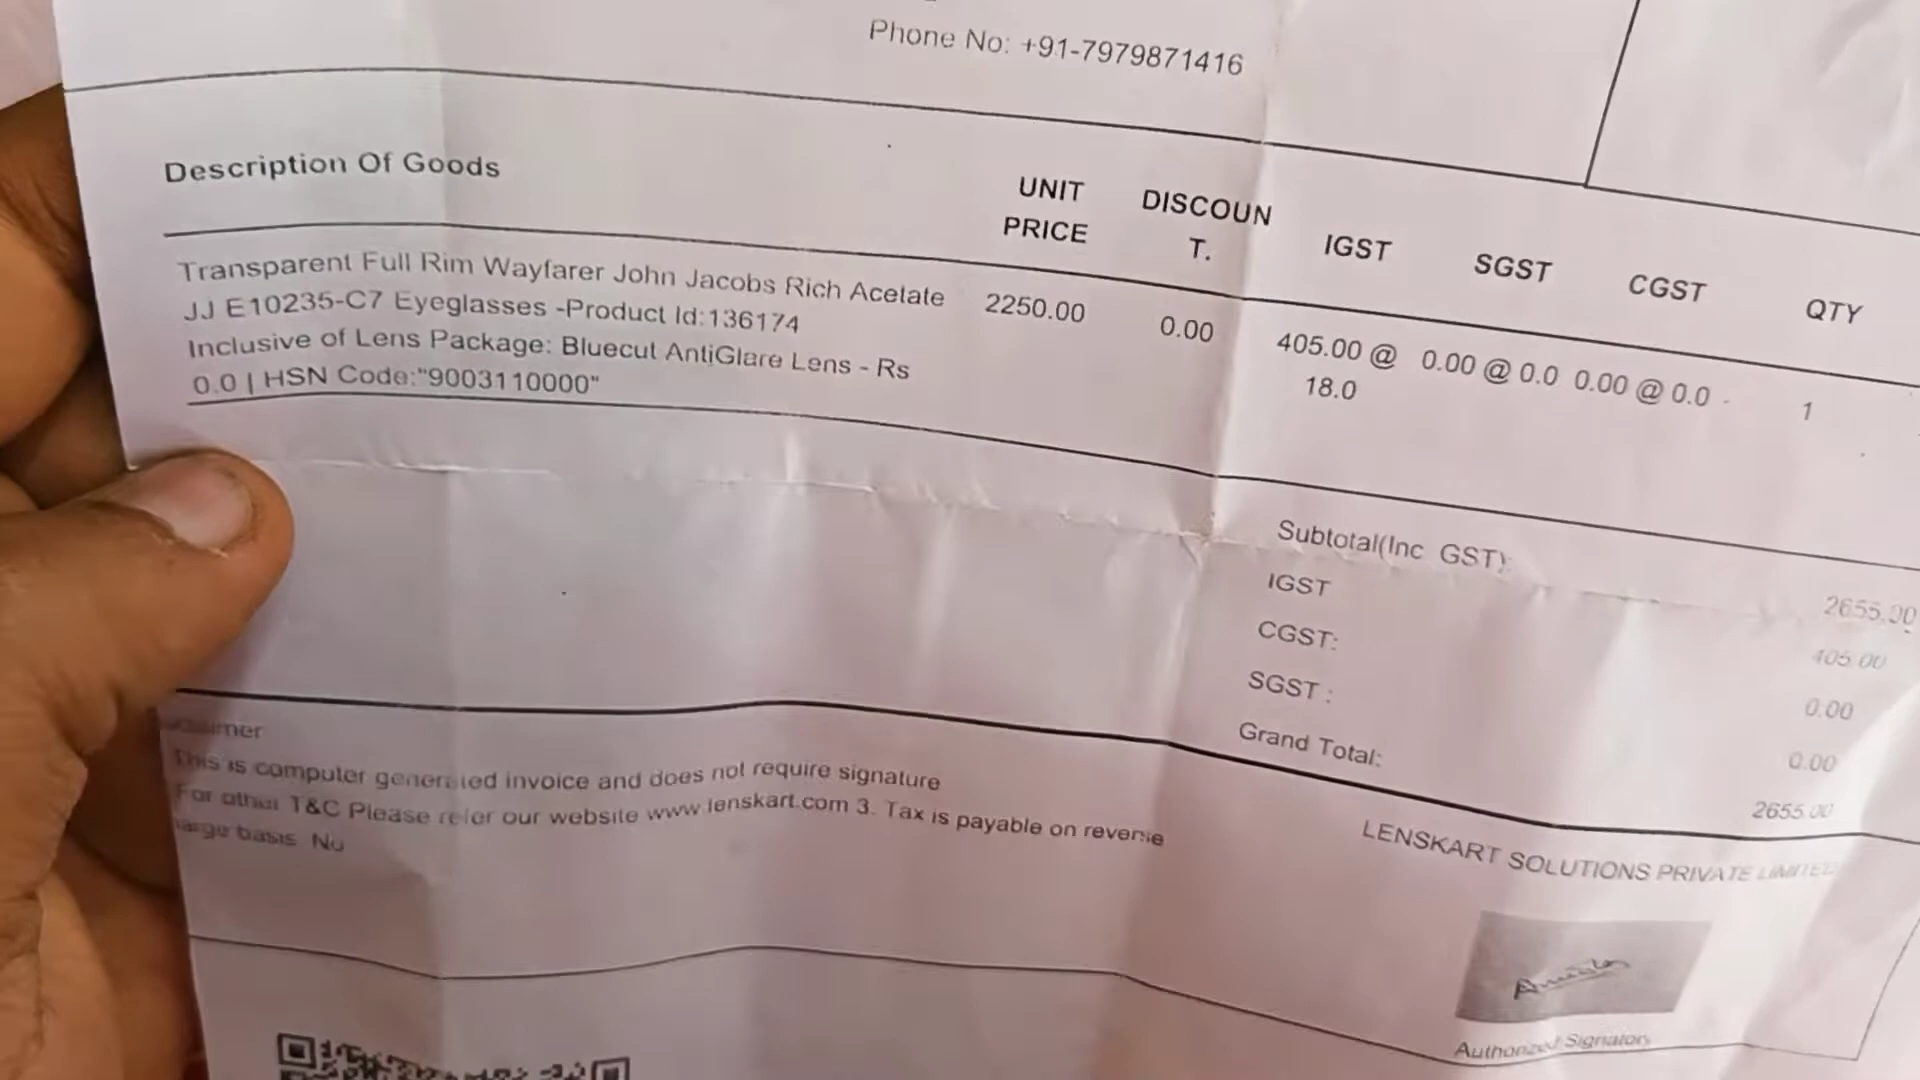 Phone No: +91-7979871416
Description Of Goods
UNIT PRICE
DISCOUN T.
IGST
SGST
CGST
QTY
Transparent Full Rim Wayfarer John Jacobs Rich Acetate
JJ E10235-C7 Eyeglasses -Product Id:136174
Inclusive of Lens Package: Bluecut AntiGlare Lens - Rs
0.0 | HSN Code:"9003110000"
2250.00
0.00
405.00 @ 18.0
0.00 @ 0.0
0.00 @ 0.0
1
Subtotal(Inc GST):
2655.00
IGST
405.00
CGST:
0.00
SGST :
0.00
Grand Total:
2655.00
This is computer generated invoice and does not require signature
For other T&C Please refer our website www.lenskart.com 3. Tax is payable on reverse
basis No
LENSKART SOLUTIONS PRIVATE LIMITED
Authorized Signatory